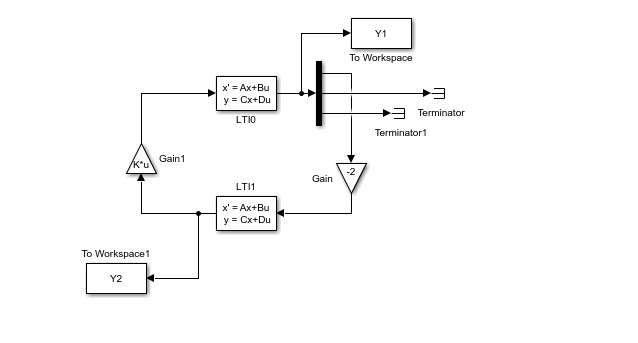 Y1
To Workspace
x' = Ax+Bu
y = Cx+Du
LTI0
Terminator
Terminator1
K*u
Gain1
Gain
-2
LTI1
x' = Ax+Bu
y = Cx+Du
To Workspace1
Y2